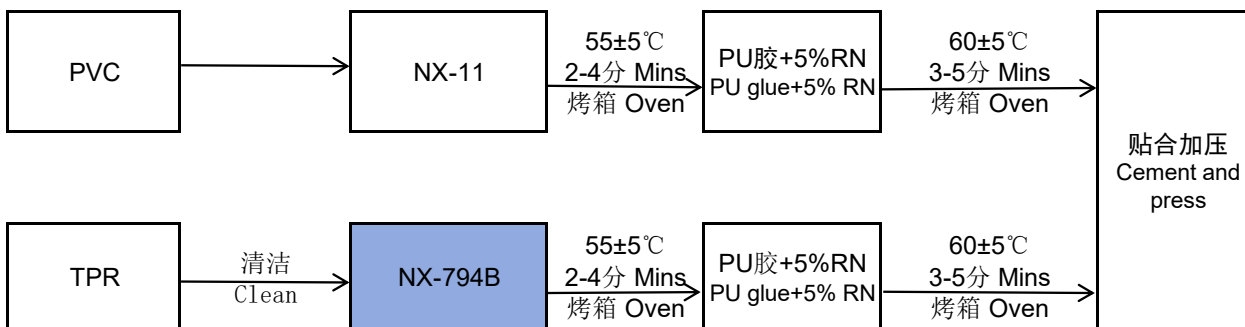 PVC
NX-11
55±5℃
2-4分 Mins
烤箱 Oven
PU胶+5%RN
PU glue+5% RN
60±5℃
3-5分 Mins
烤箱 Oven
贴合加压
Cement and
press
TPR
清洁
Clean
NX-794B
55±5℃
2-4分 Mins
烤箱 Oven
PU胶+5%RN
PU glue+5% RN
60±5℃
3-5分 Mins
烤箱 Oven